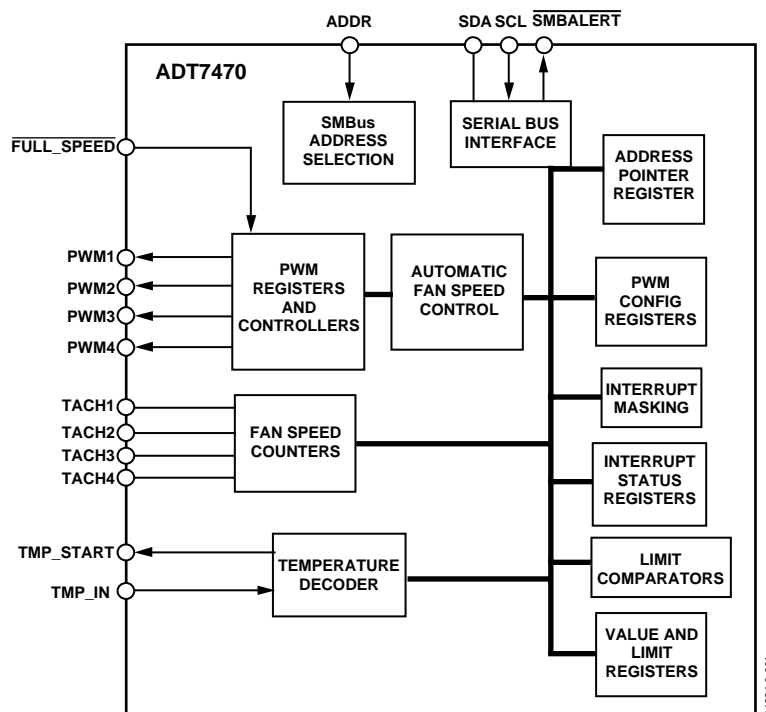 ADDR
SDA SCL SMBALERT
ADT7470
SMBus
ADDRESS
SELECTION
SERIAL BUS
INTERFACE
FULL_SPEED
ADDRESS
POINTER
REGISTER
PWM1
PWM2
PWM3
PWM4
PWM
REGISTERS
AND
CONTROLLERS
AUTOMATIC
FAN SPEED
CONTROL
PWM
CONFIG
REGISTERS
INTERRUPT
MASKING
TACH1
TACH2
TACH3
TACH4
FAN SPEED
COUNTERS
INTERRUPT
STATUS
REGISTERS
TMP_START
TMP_IN
TEMPERATURE
DECODER
LIMIT
COMPARATORS
VALUE AND
LIMIT
REGISTERS